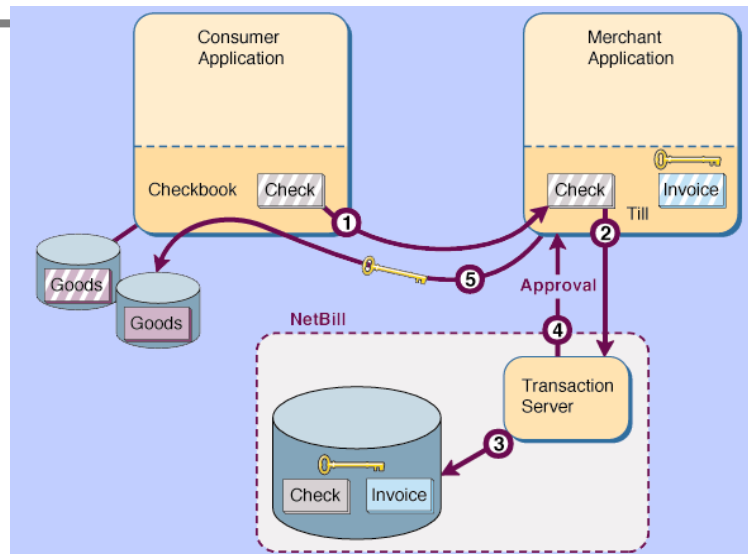 Consumer
Application
Merchant
Application
Checkbook
Check
Check
Invoice
Till
1
2
Goods
Goods
5
Approval
NetBill
4
Transaction
Server
3
Check
Invoice